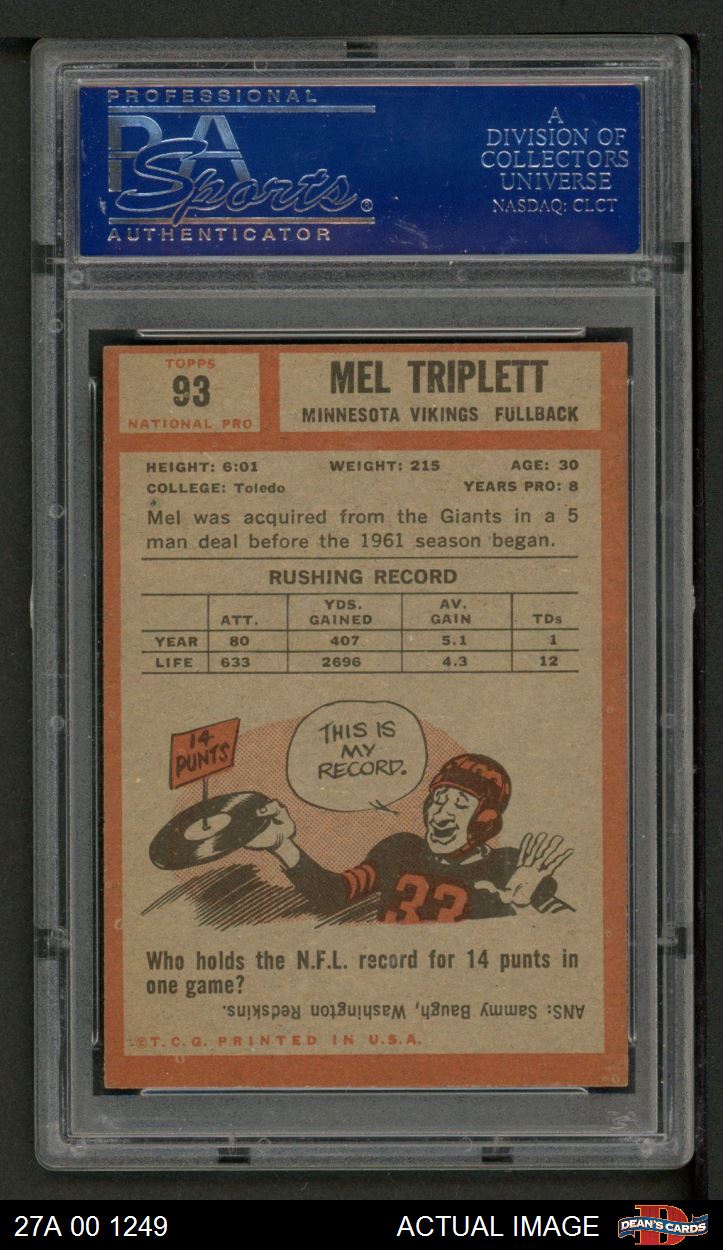 PROFESSIONAL
PSA
Sports®
AUTHENTICATOR
A
DIVISION OF
COLLECTORS
UNIVERSE
NASDAQ: CLCT
TOPPS
93
NATIONAL PRO
MEL TRIPLETT
MINNESOTA VIKINGS FULLBACK
HEIGHT: 6:01 WEIGHT: 215 AGE: 30
COLLEGE: Toledo YEARS PRO: 8
Mel was acquired from the Giants in a 5
man deal before the 1961 season began.
RUSHING RECORD
ATT. YDS. GAINED AV. GAIN TDs
YEAR 80 407 5.1 1
LIFE 633 2696 4.3 12
14
PUNTS
THIS IS
MY
RECORD.
33
Who holds the N.F.L. record for 14 punts in
one game?
ANS: Sammy Baugh, Washington Redskins.
©T.C.G. PRINTED IN U.S.A.
27A 00 1249 ACTUAL IMAGE
DEAN'S CARDS